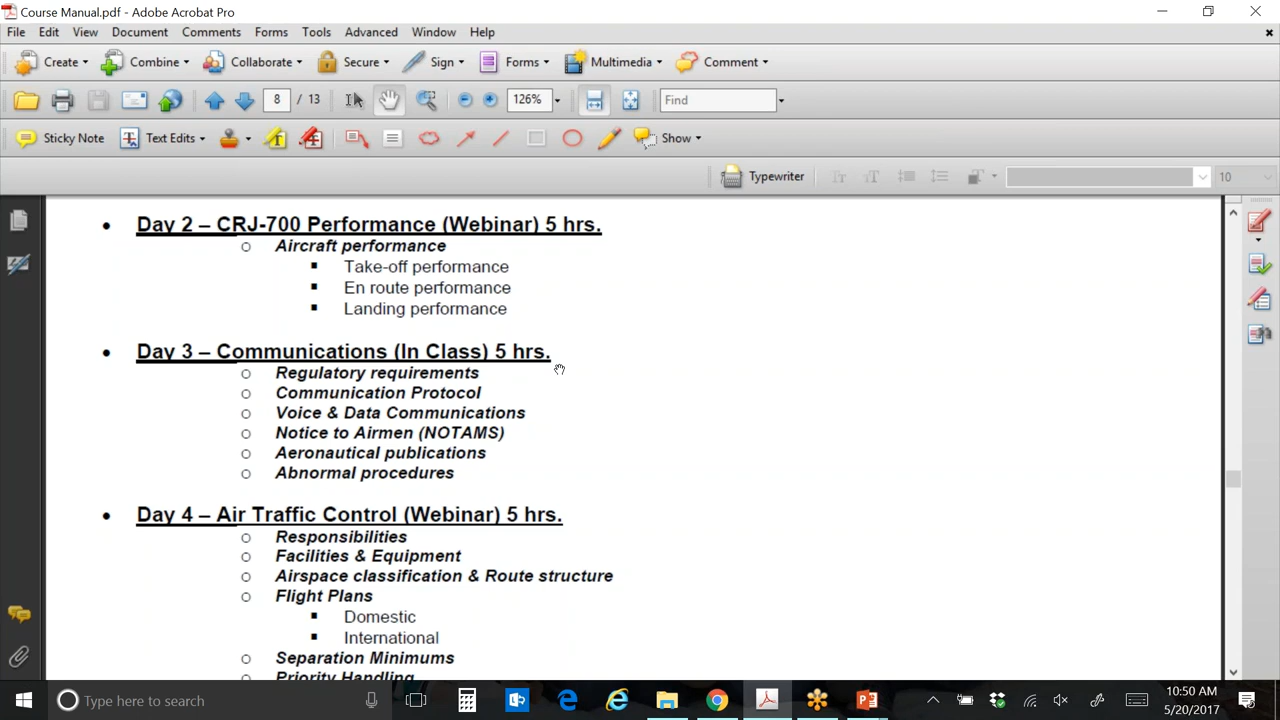 Course Manual.pdf - Adobe Acrobat Pro
File Edit View Document Comments Forms Tools Advanced Window Help
Create Combine Collaborate Secure Sign Forms Multimedia Comment
8 / 13 126% Find
Sticky Note Text Edits Show
Typewriter 10
• Day 2 – CRJ-700 Performance (Webinar) 5 hrs.
o Aircraft performance
▪ Take-off performance
▪ En route performance
▪ Landing performance
• Day 3 – Communications (In Class) 5 hrs.
o Regulatory requirements
o Communication Protocol
o Voice & Data Communications
o Notice to Airmen (NOTAMS)
o Aeronautical publications
o Abnormal procedures
• Day 4 – Air Traffic Control (Webinar) 5 hrs.
o Responsibilities
o Facilities & Equipment
o Airspace classification & Route structure
o Flight Plans
▪ Domestic
▪ International
o Separation Minimums
o Priority Handling
Type here to search
10:50 AM
5/20/2017